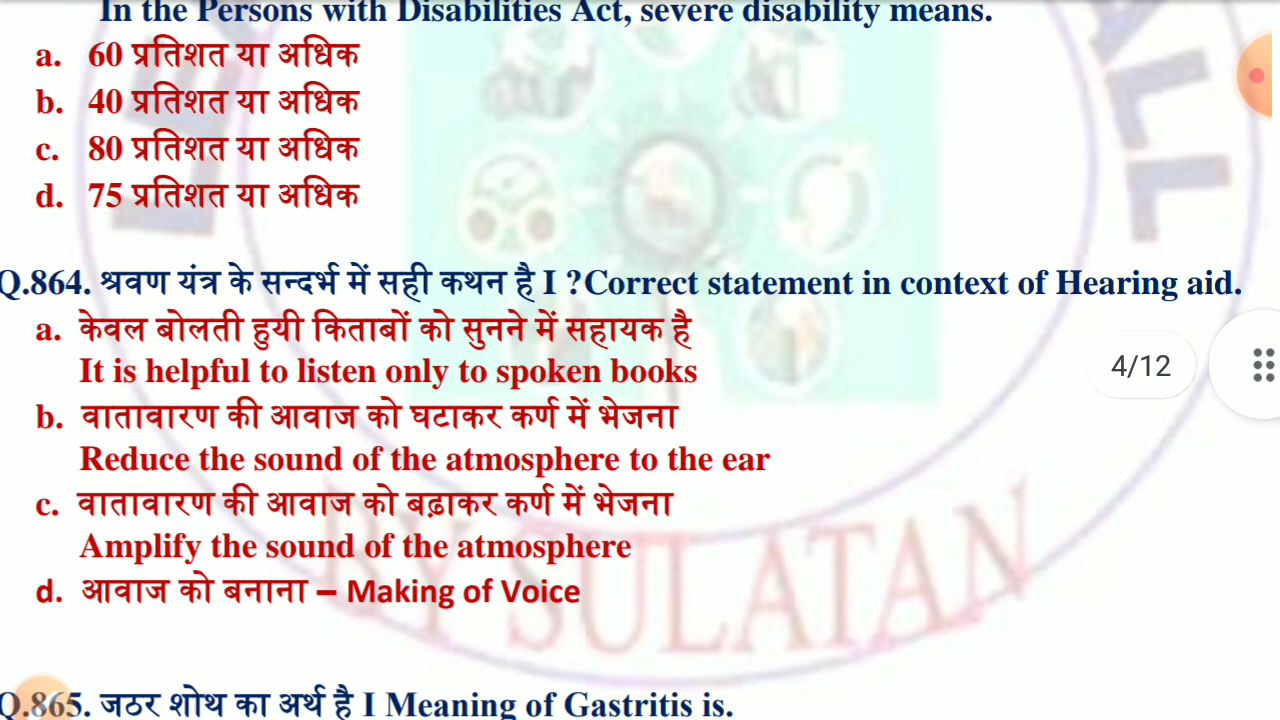 In the Persons with Disabilities Act, severe disability means.
a. 60 प्रतिशत या अधिक
b. 40 प्रतिशत या अधिक
c. 80 प्रतिशत या अधिक
d. 75 प्रतिशत या अधिक
Q.864. श्रवण यंत्र के सन्दर्भ में सही कथन है I ?Correct statement in context of Hearing aid.
a. केवल बोलती हुयी किताबों को सुनने में सहायक है
It is helpful to listen only to spoken books
4/12
b. वातावारण की आवाज को घटाकर कर्ण में भेजना
Reduce the sound of the atmosphere to the ear
c. वातावारण की आवाज को बढ़ाकर कर्ण में भेजना
Amplify the sound of the atmosphere
d. आवाज को बनाना – Making of Voice
BY SULATAN
Q.865. जठर शोथ का अर्थ है I Meaning of Gastritis is.